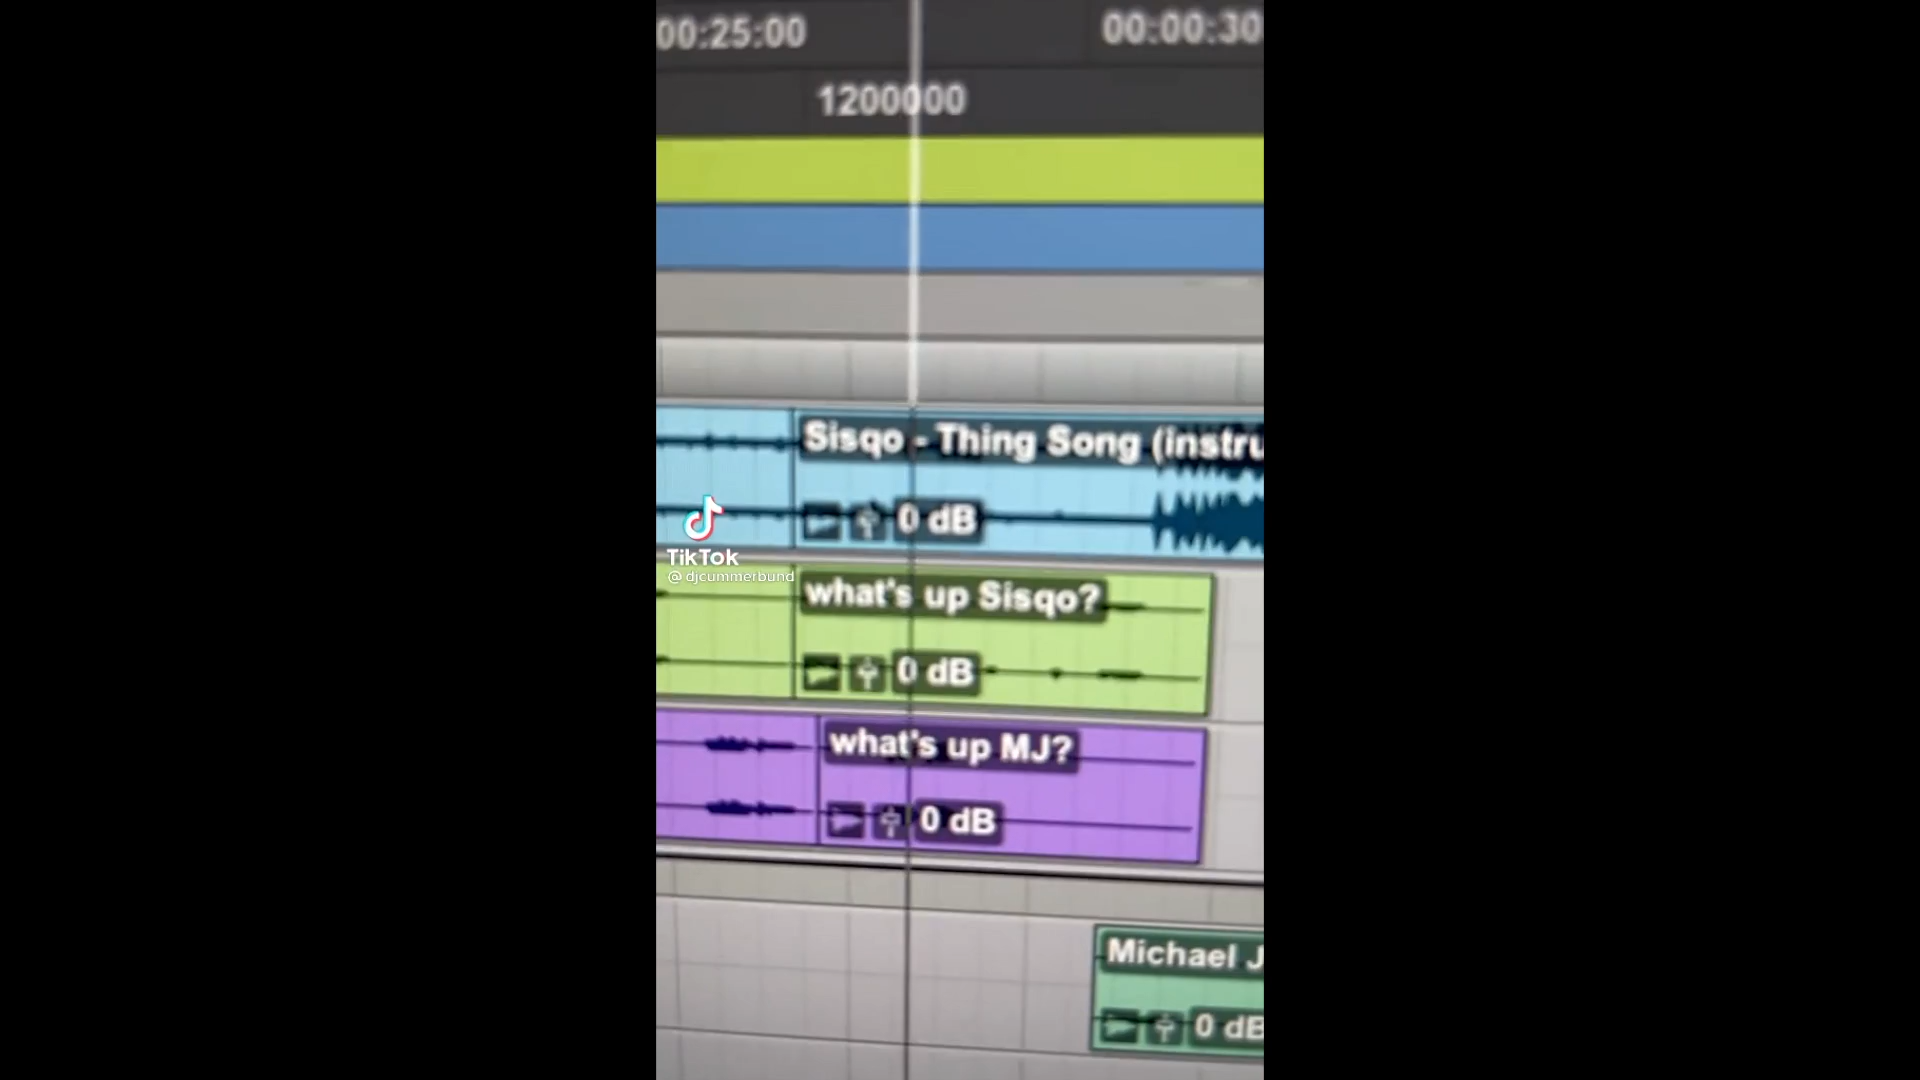 00:25:00
00:00:30
1200000
Sisqo - Thing Song (instru
0 dB
TikTok
@djcummerbund
what's up Sisqo?
0 dB
what's up MJ?
0 dB
Michael J
0 dB